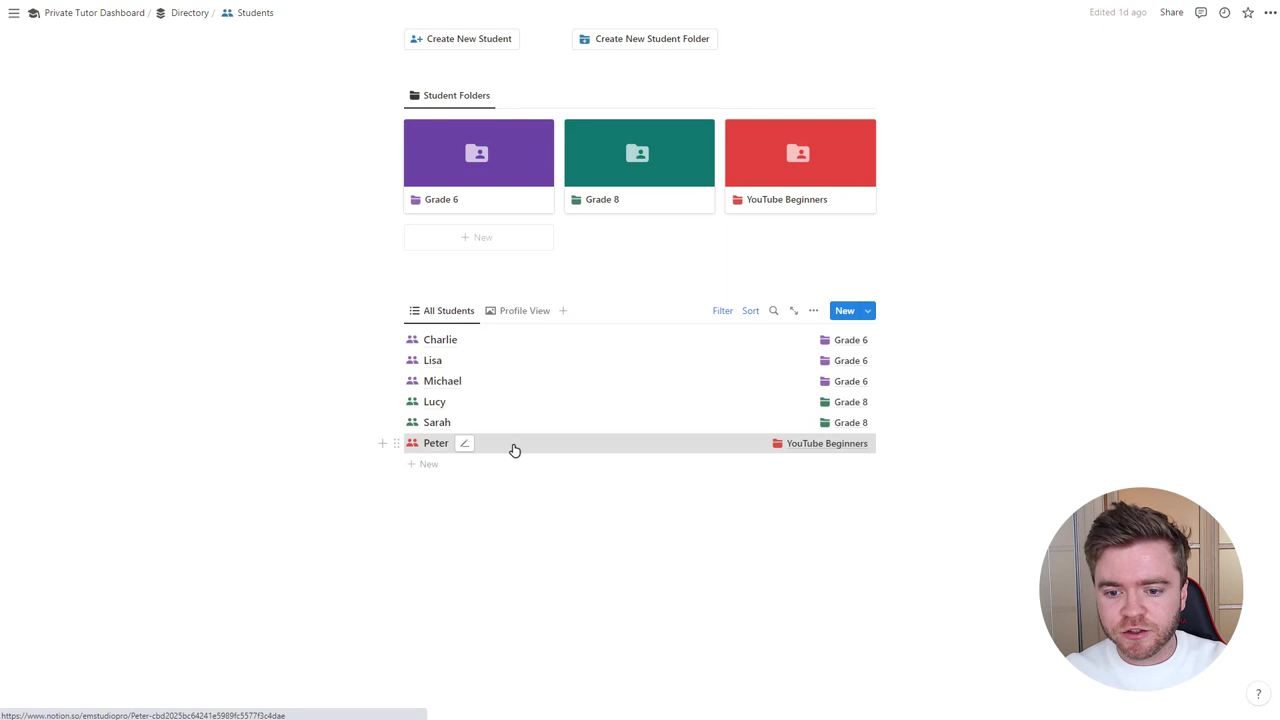 Private Tutor Dashboard / Directory / Students
Edited 1d ago Share
Create New Student Create New Student Folder
Student Folders
Grade 6 Grade 8 YouTube Beginners
+ New
All Students Profile View + Filter Sort New
Charlie Grade 6
Lisa Grade 6
Michael Grade 6
Lucy Grade 8
Sarah Grade 8
Peter YouTube Beginners
+ New
?
https://www.notion.so/emstudiopro/Peter-cbd2025bc64241e5989fc5577f3c4dae